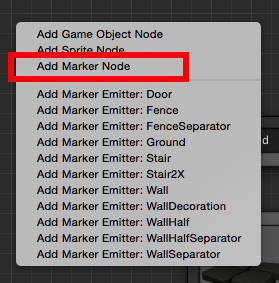 Add Game Object Node
Add Sprite Node
Add Marker Node
Add Marker Emitter: Door
Add Marker Emitter: Fence
Add Marker Emitter: FenceSeparator
Add Marker Emitter: Ground
Add Marker Emitter: Stair
Add Marker Emitter: Stair2X
Add Marker Emitter: Wall
Add Marker Emitter: WallDecoration
Add Marker Emitter: WallHalf
Add Marker Emitter: WallHalfSeparator
Add Marker Emitter: WallSeparator